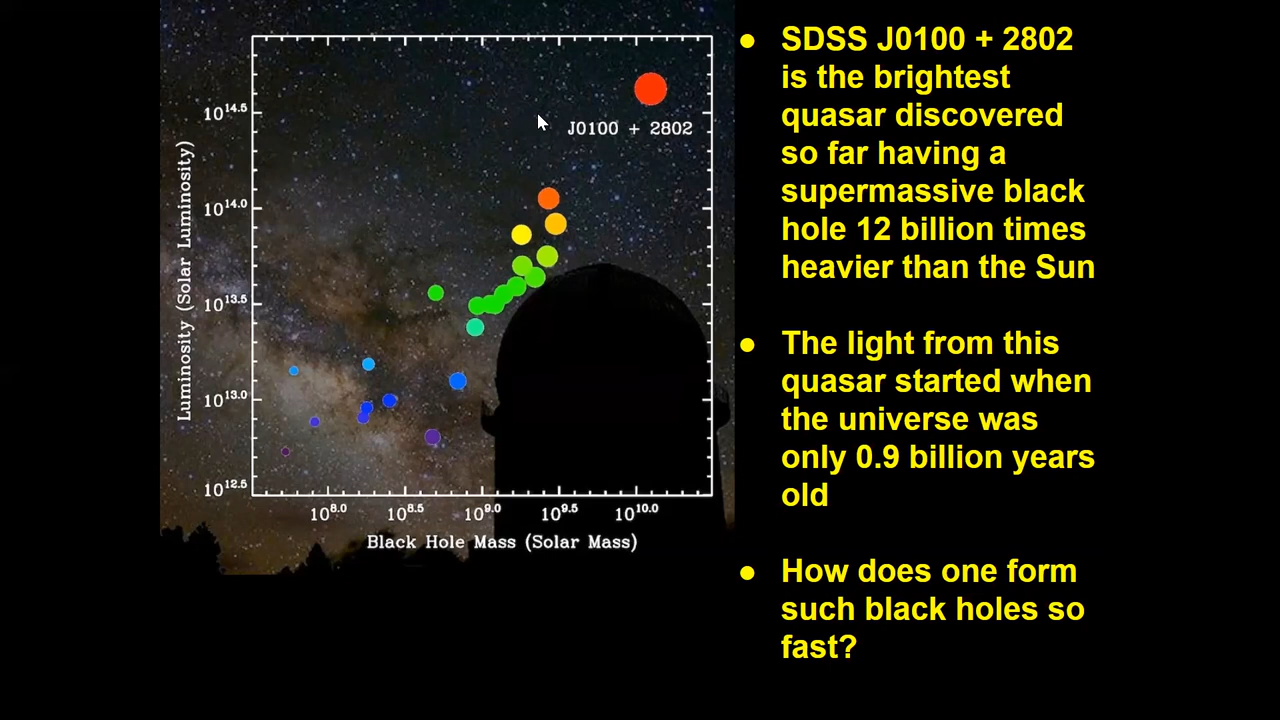 10^14.5
10^14.0
10^13.5
10^13.0
10^12.5
Luminosity (Solar Luminosity)
J0100 + 2802
10^8.0 10^8.5 10^9.0 10^9.5 10^10.0
Black Hole Mass (Solar Mass)
● SDSS J0100 + 2802
is the brightest
quasar discovered
so far having a
supermassive black
hole 12 billion times
heavier than the Sun
● The light from this
quasar started when
the universe was
only 0.9 billion years
old
● How does one form
such black holes so
fast?